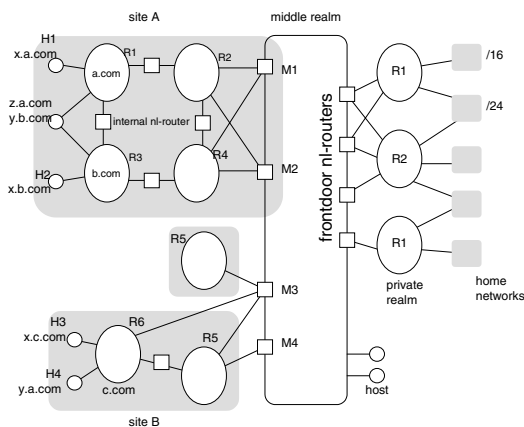 site A
middle realm
H1
x.a.com
R1
a.com
R2
M1
R1
/16
z.a.com
y.b.com
internal nl-router
/24
H2
x.b.com
R3
b.com
R4
M2
frontdoor nl-routers
R2
R5
R1
private
realm
home
networks
M3
H3
x.c.com
R6
R5
M4
H4
y.a.com
c.com
host
site B